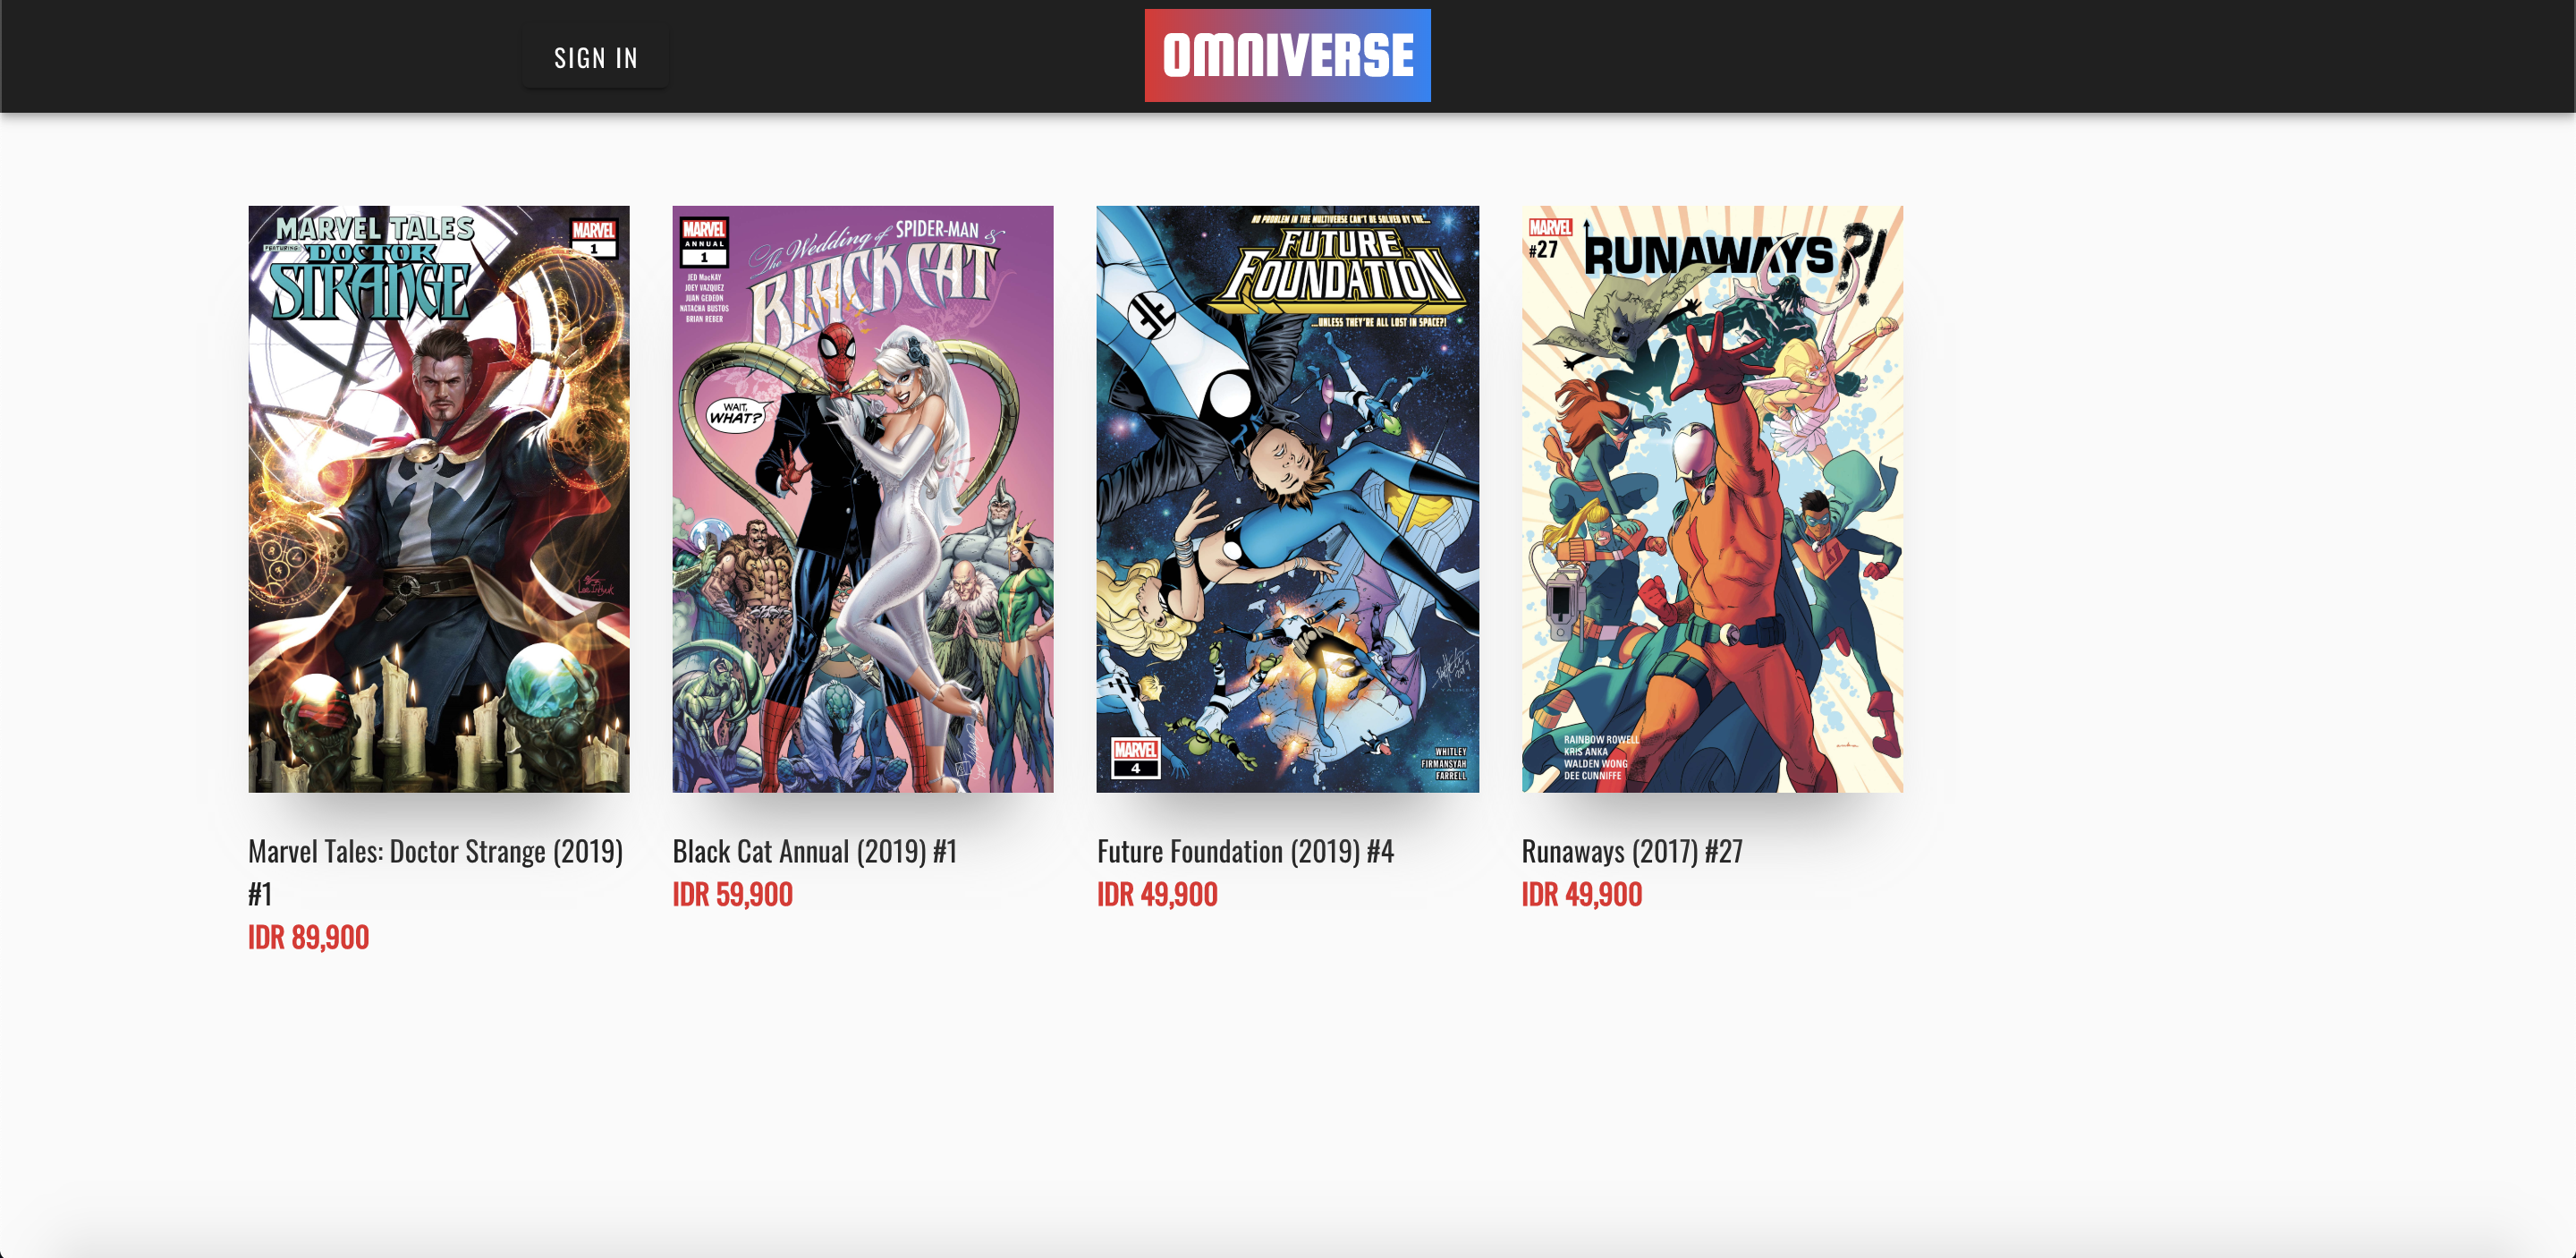 SIGN IN
OMNIVERSE
MARVEL TALES
FEATURING
DOCTOR
STRANGE
MARVEL
1
MARVEL
ANNUAL
1
JED MacKAY
JOEY VAZQUEZ
JUAN GEDEON
NATACHA BUSTOS
BRIAN REBER
The Wedding of SPIDER-MAN &
BLACK CAT
WAIT,
WHAT?
NO PROBLEM IN THE MULTIVERSE CAN'T BE SOLVED BY THE...
FUTURE
FOUNDATION
...UNLESS THEY'RE ALL LOST IN SPACE?!
MARVEL
4
WHITLEY
FIRMANSYAH
FARRELL
MARVEL
#27
RUNAWAYS?!
RAINBOW ROWELL
KRIS ANKA
WALDEN WONG
DEE CUNNIFFE
Marvel Tales: Doctor Strange (2019)
#1
IDR 89,900
Black Cat Annual (2019) #1
IDR 59,900
Future Foundation (2019) #4
IDR 49,900
Runaways (2017) #27
IDR 49,900